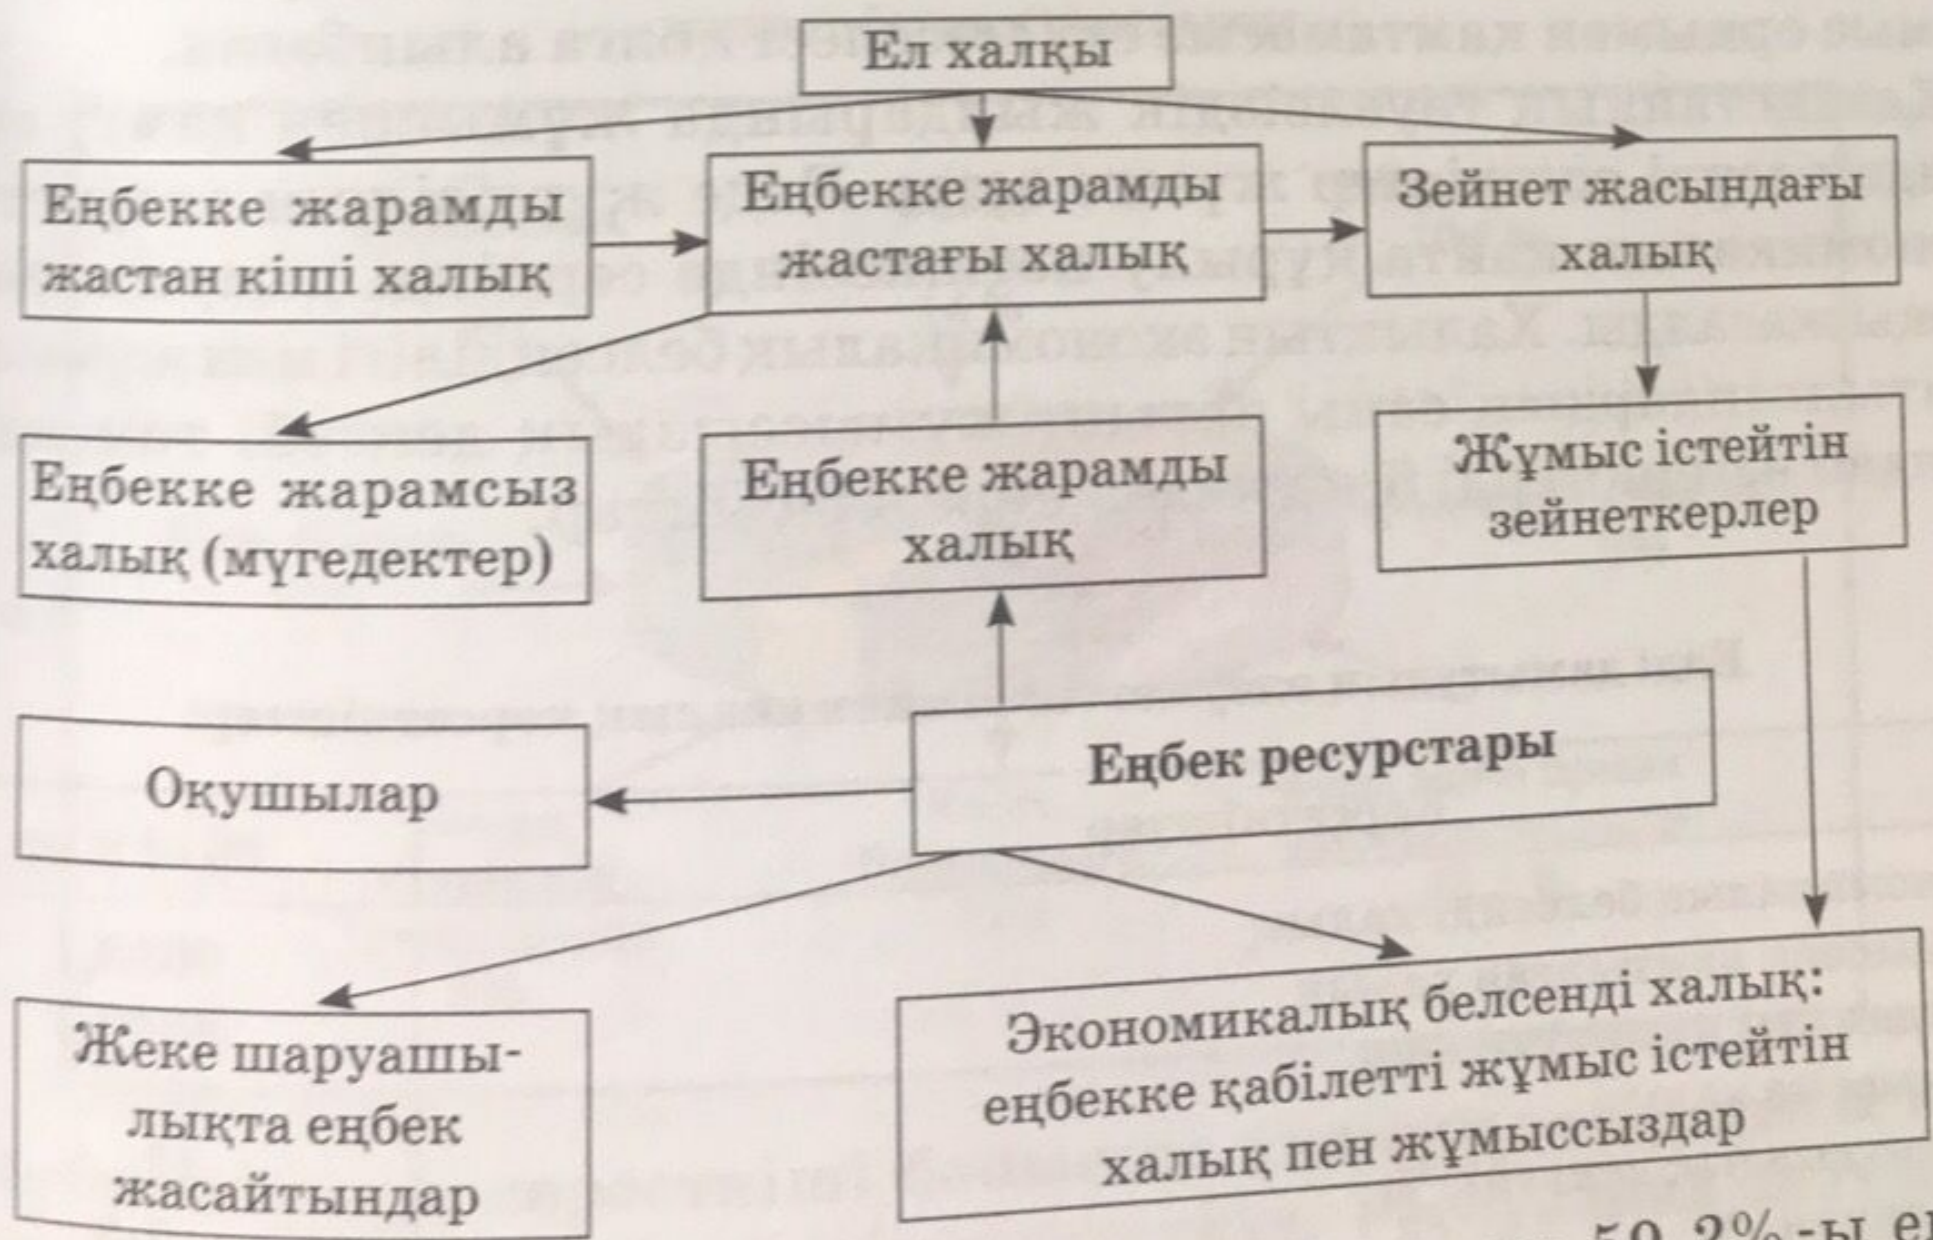 Ел халқы
Еңбекке жарамды
жастан кіші халық
Еңбекке жарамды
жастағы халық
Зейнет жасындағы
халық
Еңбекке жарамсыз
халық (мүгедектер)
Еңбекке жарамды
халық
Жұмыс істейтін
зейнеткерлер
Оқушылар
Еңбек ресурстары
Жеке шаруашы-
лықта еңбек
жасайтындар
Экономикалық белсенді халық:
еңбекке қабілетті жұмыс істейтін
халық пен жұмыссыздар
59,2%-ы